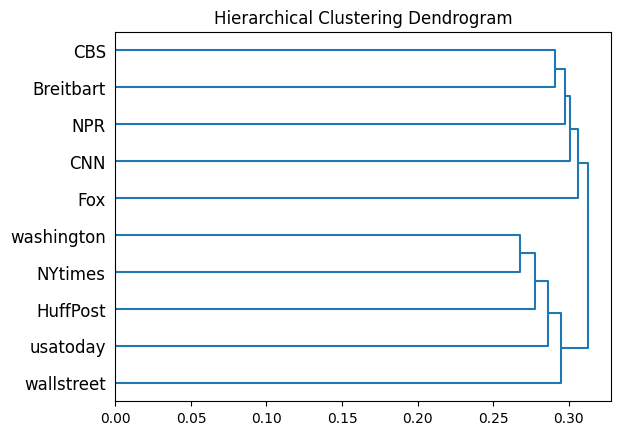 Hierarchical Clustering Dendrogram
CBS
Breitbart
NPR
CNN
Fox
washington
NYtimes
HuffPost
usatoday
wallstreet
0.00 0.05 0.10 0.15 0.20 0.25 0.30